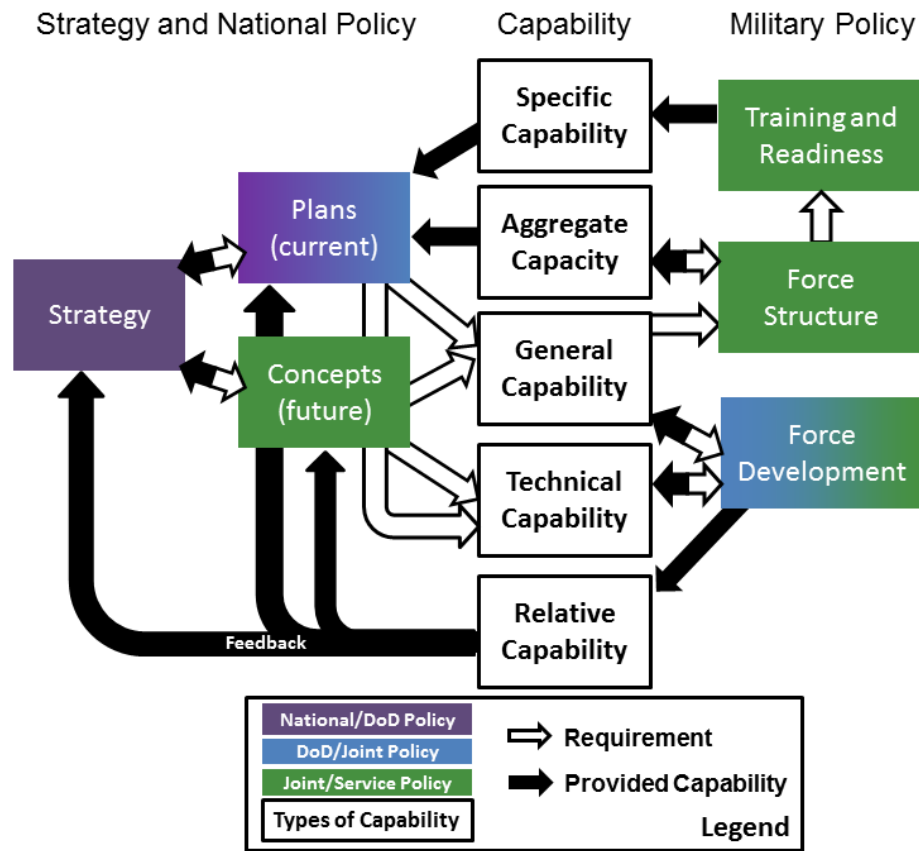 Strategy and National Policy
Capability
Military Policy
Specific
Capability
Training and
Readiness
Plans
(current)
Aggregate
Capacity
Strategy
Force
Structure
Concepts
(future)
General
Capability
Force
Development
Technical
Capability
Relative
Capability
Feedback
National/DoD Policy
DoD/Joint Policy
Joint/Service Policy
Types of Capability
Requirement
Provided Capability
Legend